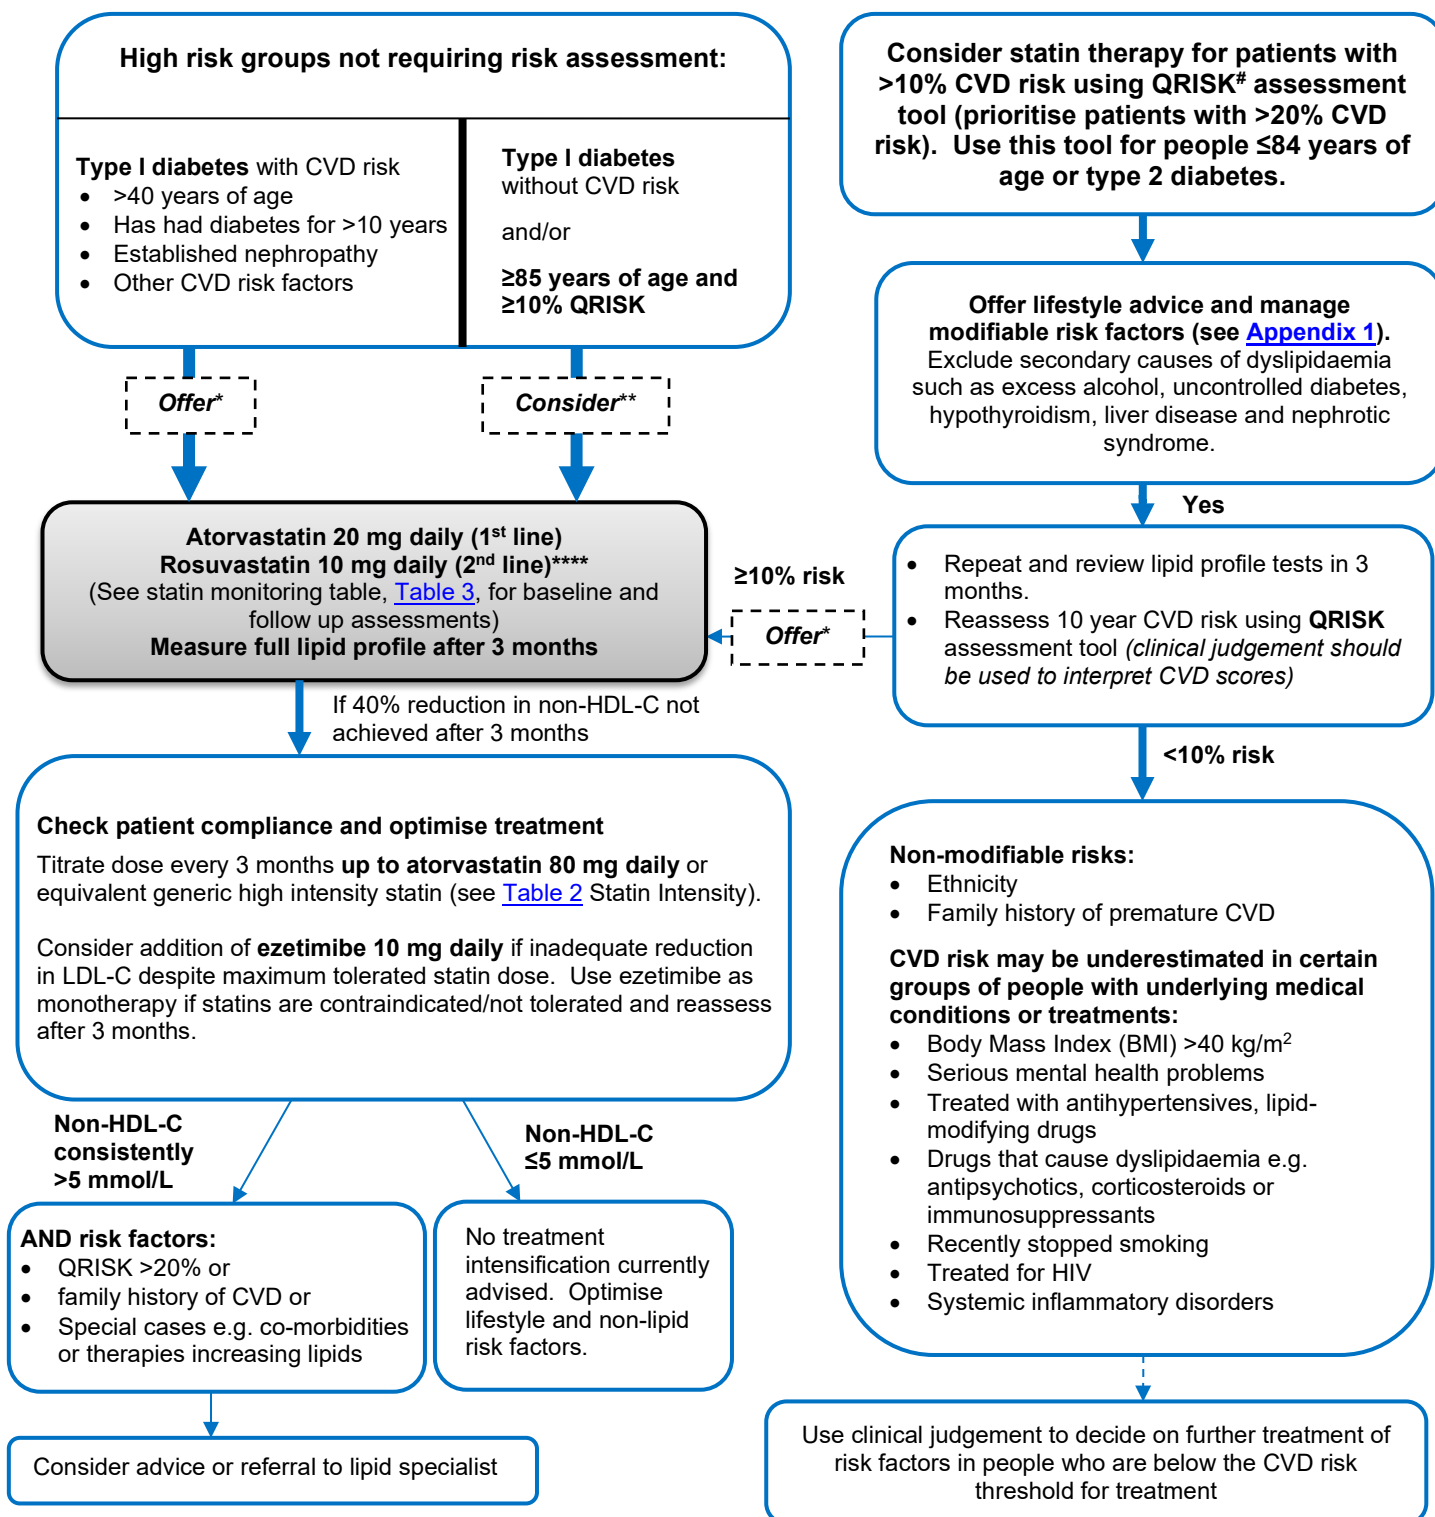 High risk groups not requiring risk assessment:
Type I diabetes with CVD risk
• >40 years of age
• Has had diabetes for >10 years
• Established nephropathy
• Other CVD risk factors
Type I diabetes
without CVD risk
and/or
≥85 years of age and
≥10% QRISK
Offer*
Consider**
Atorvastatin 20 mg daily (1st line)
Rosuvastatin 10 mg daily (2nd line)****
(See statin monitoring table, Table 3, for baseline and
follow up assessments)
Measure full lipid profile after 3 months
If 40% reduction in non-HDL-C not
achieved after 3 months
Check patient compliance and optimise treatment
Titrate dose every 3 months up to atorvastatin 80 mg daily or
equivalent generic high intensity statin (see Table 2 Statin Intensity).
Consider addition of ezetimibe 10 mg daily if inadequate reduction
in LDL-C despite maximum tolerated statin dose.  Use ezetimibe as
monotherapy if statins are contraindicated/not tolerated and reassess
after 3 months.
Non-HDL-C
consistently
>5 mmol/L
Non-HDL-C
≤5 mmol/L
AND risk factors:
• QRISK >20% or
• family history of CVD or
• Special cases e.g. co-morbidities
or therapies increasing lipids
No treatment
intensification currently
advised.  Optimise
lifestyle and non-lipid
risk factors.
Consider advice or referral to lipid specialist
Consider statin therapy for patients with
>10% CVD risk using QRISK# assessment
tool (prioritise patients with >20% CVD
risk).  Use this tool for people ≤84 years of
age or type 2 diabetes.
Offer lifestyle advice and manage
modifiable risk factors (see Appendix 1).
Exclude secondary causes of dyslipidaemia
such as excess alcohol, uncontrolled diabetes,
hypothyroidism, liver disease and nephrotic
syndrome.
Yes
• Repeat and review lipid profile tests in 3
months.
• Reassess 10 year CVD risk using QRISK
assessment tool (clinical judgement should
be used to interpret CVD scores)
≥10% risk
Offer*
<10% risk
Non-modifiable risks:
• Ethnicity
• Family history of premature CVD
CVD risk may be underestimated in certain
groups of people with underlying medical
conditions or treatments:
• Body Mass Index (BMI) >40 kg/m2
• Serious mental health problems
• Treated with antihypertensives, lipid-
modifying drugs
• Drugs that cause dyslipidaemia e.g.
antipsychotics, corticosteroids or
immunosuppressants
• Recently stopped smoking
• Treated for HIV
• Systemic inflammatory disorders
Use clinical judgement to decide on further treatment of
risk factors in people who are below the CVD risk
threshold for treatment